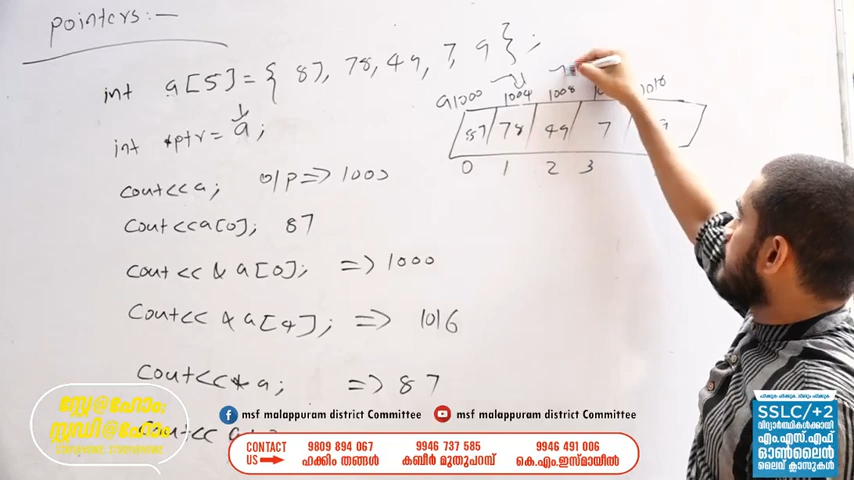 pointers:-
int a[5]={ 87, 78, 49, 7, 9 };
int *ptr = a;
a1000 1004 1008 1016
87 78 49 7
0 1 2 3
cout<<a; o/p=>1000
cout<<a[0]; 87
cout<< &a[0]; => 1000
cout<< &a[4]; => 1016
cout<<*a; => 87
cout<<
സ്റ്റേ@ഹോം;
സ്റ്റഡി@ഹോം
msf malappuram district Committee
msf malappuram district Committee
CONTACT US
9809 894 067
ഹക്കിം തങ്ങൾ
9946 737 585
കബീർ മുതുപറമ്പ്
9946 491 006
കെ.എം.ഇസ്മായീൽ
SSLC/+2
വിദ്യാർത്ഥികൾക്കായി
എം.എസ്.എഫ്
ഓൺലൈൻ
ലൈവ് ക്ലാസുകൾ